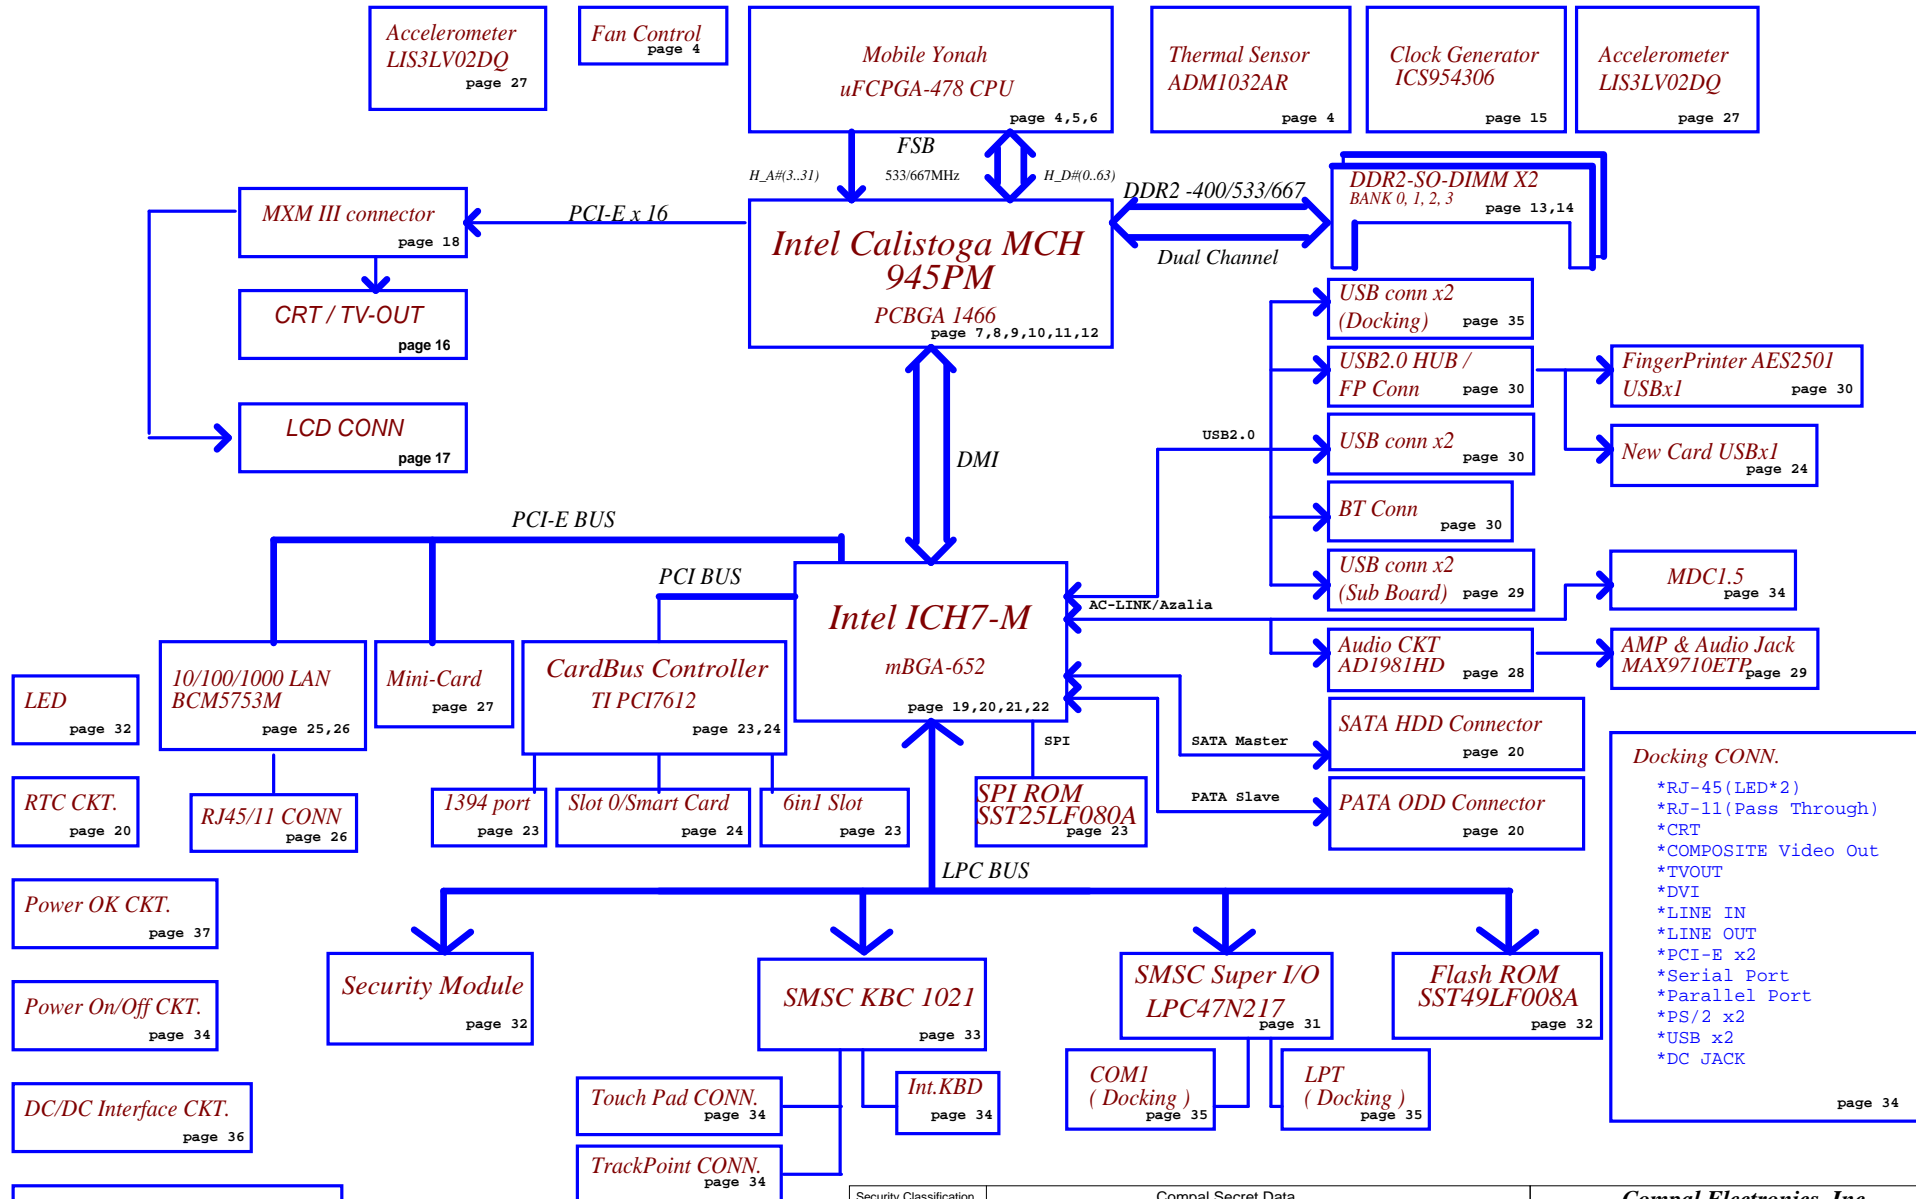 Accelerometer
LIS3LV02DQ
page 27
Fan Control
page 4
Mobile Yonah
uFCPGA-478 CPU
page 4,5,6
Thermal Sensor
ADM1032AR
page 4
Clock Generator
ICS954306
page 15
Accelerometer
LIS3LV02DQ
page 27
FSB
H_A#(3..31)
533/667MHz
H_D#(0..63)
DDR2 -400/533/667
Dual Channel
DDR2-SO-DIMM X2
BANK 0, 1, 2, 3
page 13,14
MXM III connector
page 18
PCI-E x 16
Intel Calistoga MCH
945PM
PCBGA 1466
page 7,8,9,10,11,12
CRT / TV-OUT
page 16
LCD CONN
page 17
USB conn x2
(Docking)
page 35
USB2.0 HUB /
FP Conn
page 30
FingerPrinter AES2501
USBx1
page 30
USB2.0
USB conn x2
page 30
New Card USBx1
page 24
DMI
BT Conn
page 30
PCI-E BUS
PCI BUS
USB conn x2
(Sub Board)
page 29
MDC1.5
page 34
AC-LINK/Azalia
Intel ICH7-M
mBGA-652
page 19,20,21,22
Audio CKT
AD1981HD
page 28
AMP & Audio Jack
MAX9710ETP
page 29
LED
page 32
10/100/1000 LAN
BCM5753M
page 25,26
Mini-Card
page 27
CardBus Controller
TI PCI7612
page 23,24
SPI
SATA Master
SATA HDD Connector
page 20
RTC CKT.
page 20
RJ45/11 CONN
page 26
1394 port
page 23
Slot 0/Smart Card
page 24
6in1 Slot
page 23
SPI ROM
SST25LF080A
page 23
PATA Slave
PATA ODD Connector
page 20
Docking CONN.
*RJ-45(LED*2)
*RJ-11(Pass Through)
*CRT
*COMPOSITE Video Out
*TVOUT
*DVI
*LINE IN
*LINE OUT
*PCI-E x2
*Serial Port
*Parallel Port
*PS/2 x2
*USB x2
*DC JACK
page 34
LPC BUS
Power OK CKT.
page 37
Security Module
page 32
SMSC KBC 1021
page 33
SMSC Super I/O
LPC47N217
page 31
Flash ROM
SST49LF008A
page 32
Power On/Off CKT.
page 34
Touch Pad CONN.
page 34
Int.KBD
page 34
COM1
( Docking )
page 35
LPT
( Docking )
page 35
DC/DC Interface CKT.
page 36
TrackPoint CONN.
page 34
Security Classification
Compal Secret Data
Compal Electronics, Inc.